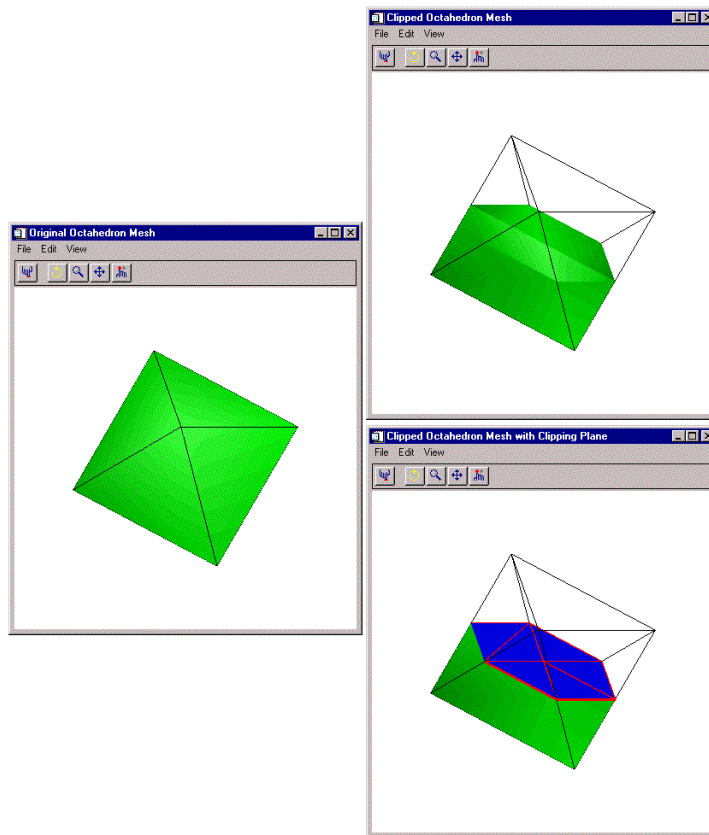 Clipped Octahedron Mesh
File Edit View
Original Octahedron Mesh
File Edit View
Clipped Octahedron Mesh with Clipping Plane
File Edit View